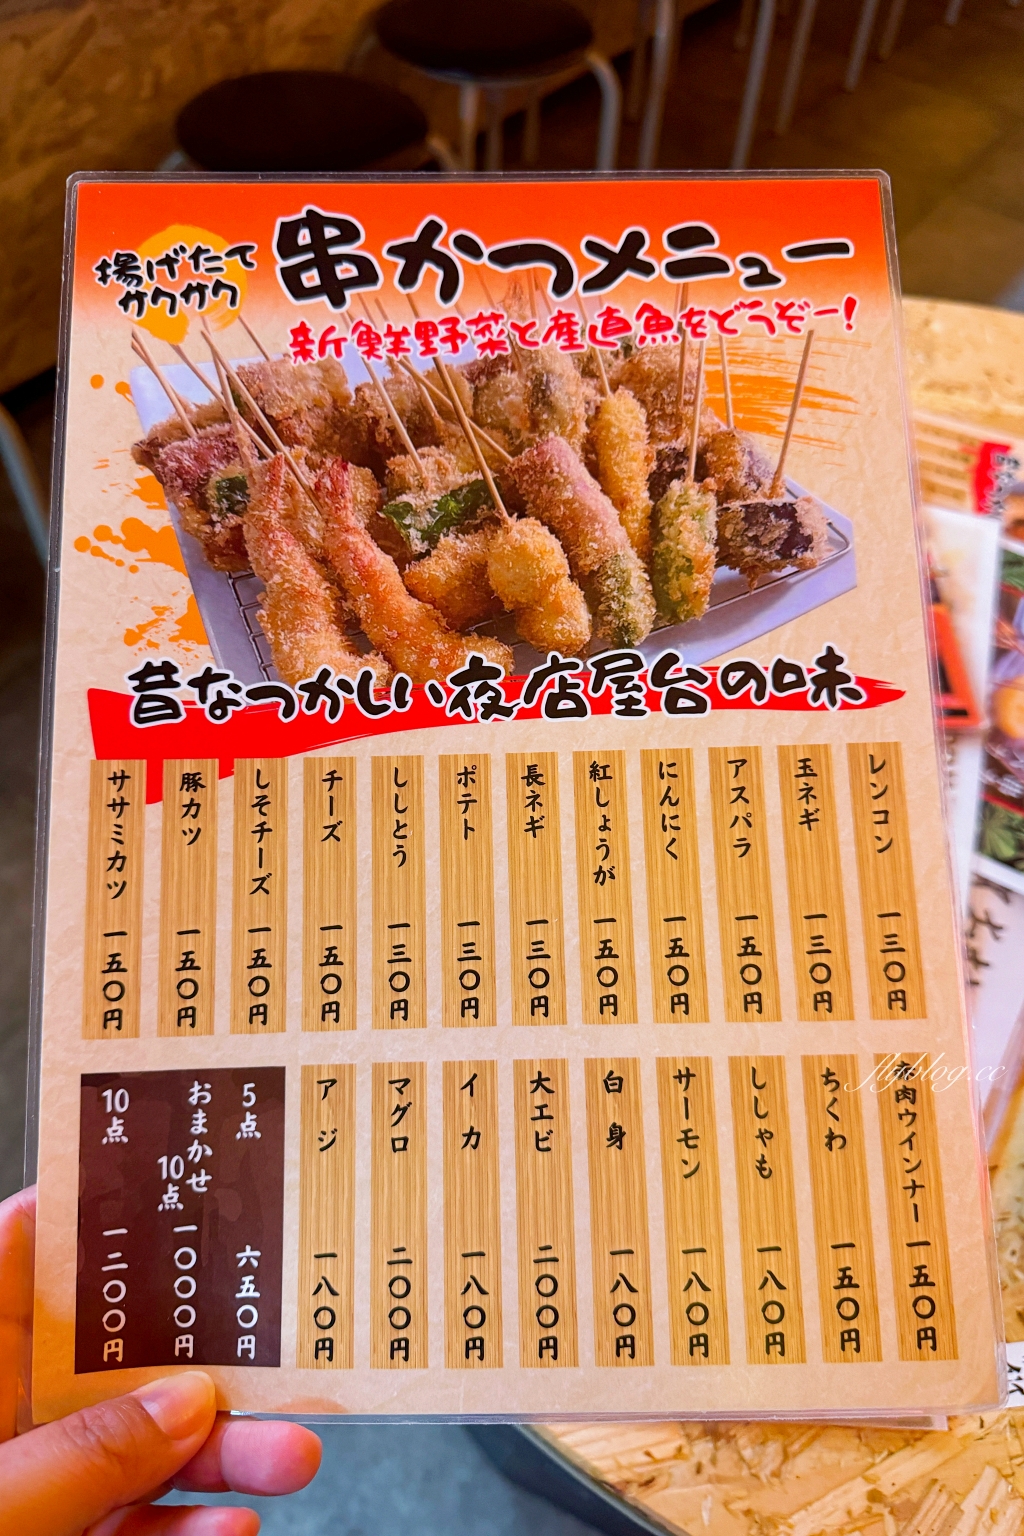 揚げたて
サクサク
串かつメニュー
新鮮野菜と産直魚をどうぞー!
昔なつかしい夜店屋台の味
レンコン 一三〇円
玉ネギ 一三〇円
アスパラ 一五〇円
にんにく 一五〇円
紅しょうが 一五〇円
長ネギ 一三〇円
ポテト 一三〇円
ししとう 一三〇円
チーズ 一五〇円
しそチーズ 一五〇円
豚カツ 一五〇円
ササミカツ 一五〇円
肉ウインナー 一五〇円
ちくわ 一五〇円
ししゃも 一八〇円
サーモン 一八〇円
白身 一八〇円
大エビ 二〇〇円
イカ 一八〇円
マグロ 二〇〇円
アジ 一八〇円
5点 六五〇円
おまかせ
10点 一〇〇〇円
10点 一二〇〇円
flyblog.cc